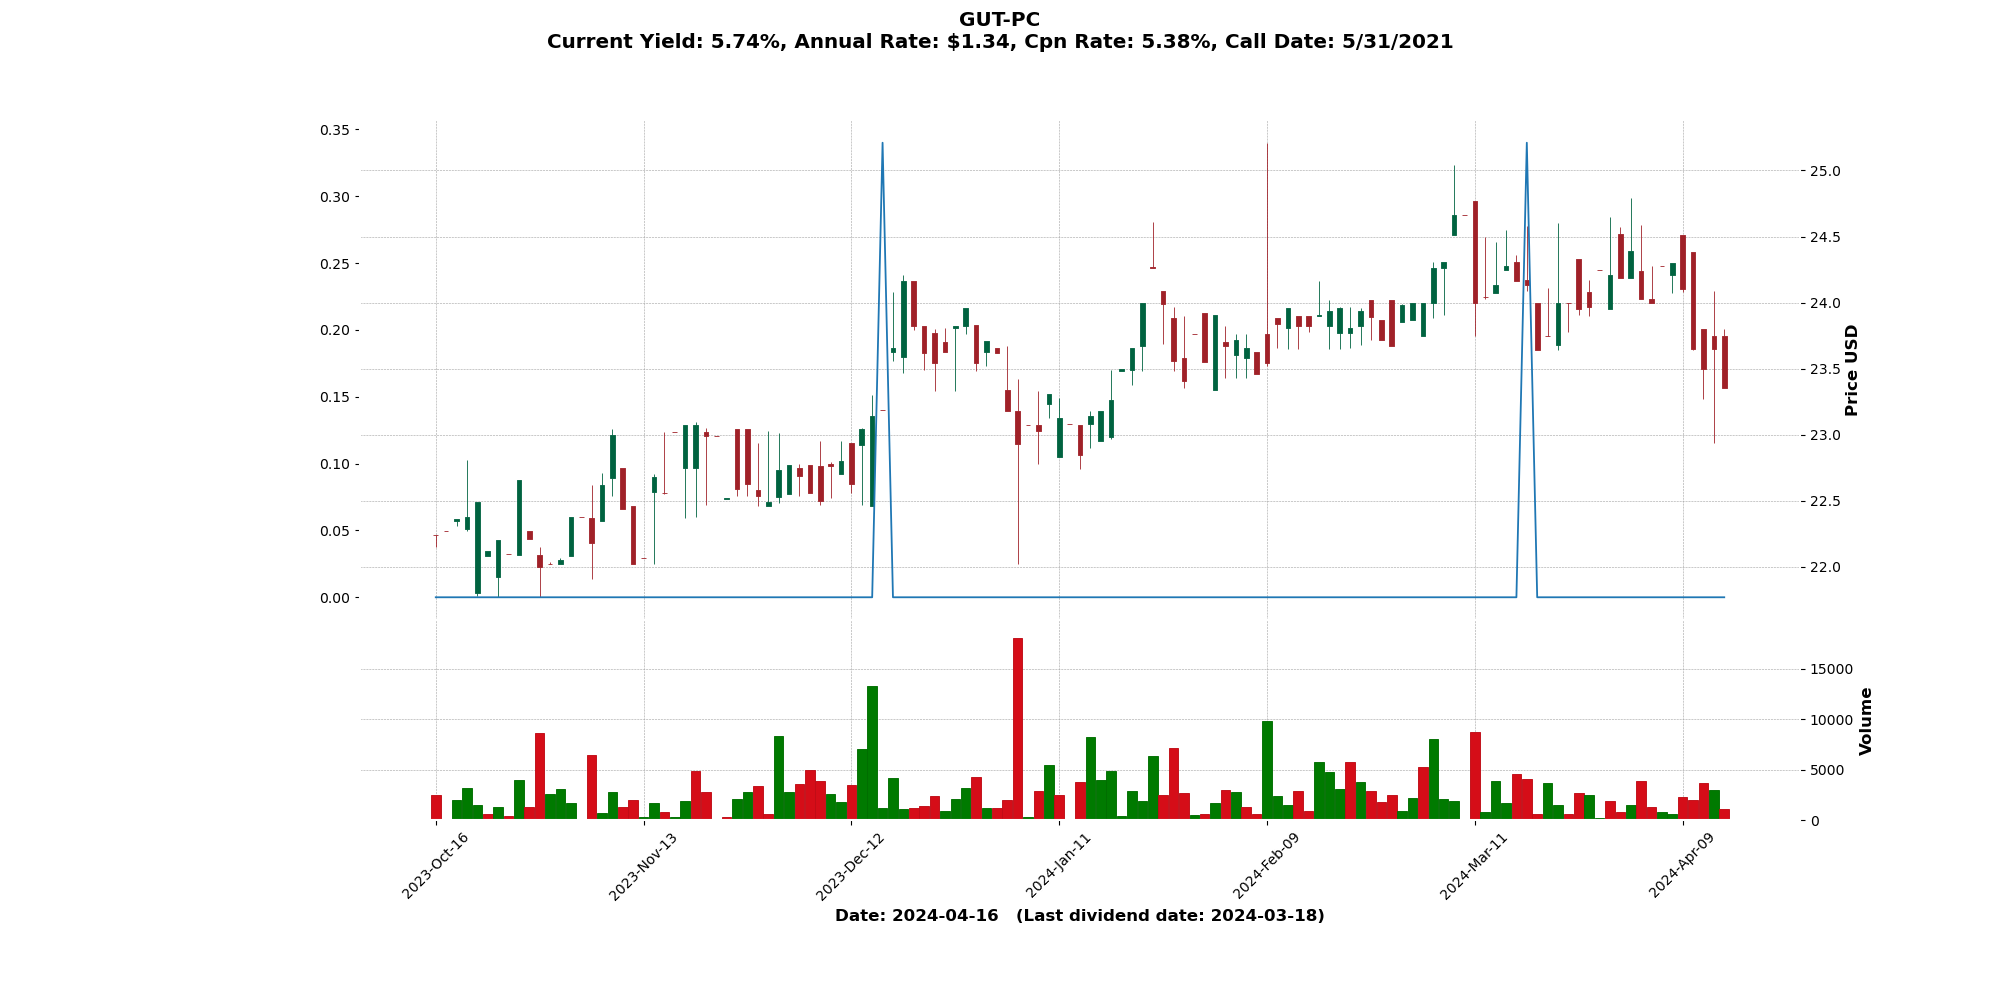 GUT-PC
Current Yield: 5.74%, Annual Rate: $1.34, Cpn Rate: 5.38%, Call Date: 5/31/2021
0.35
0.30
0.25
0.20
0.15
0.10
0.05
0.00
25.0
24.5
24.0
23.5
23.0
22.5
22.0
Price USD
15000
10000
5000
0
Volume
2023-Oct-16
2023-Nov-13
2023-Dec-12
2024-Jan-11
2024-Feb-09
2024-Mar-11
2024-Apr-09
Date: 2024-04-16 (Last dividend date: 2024-03-18)